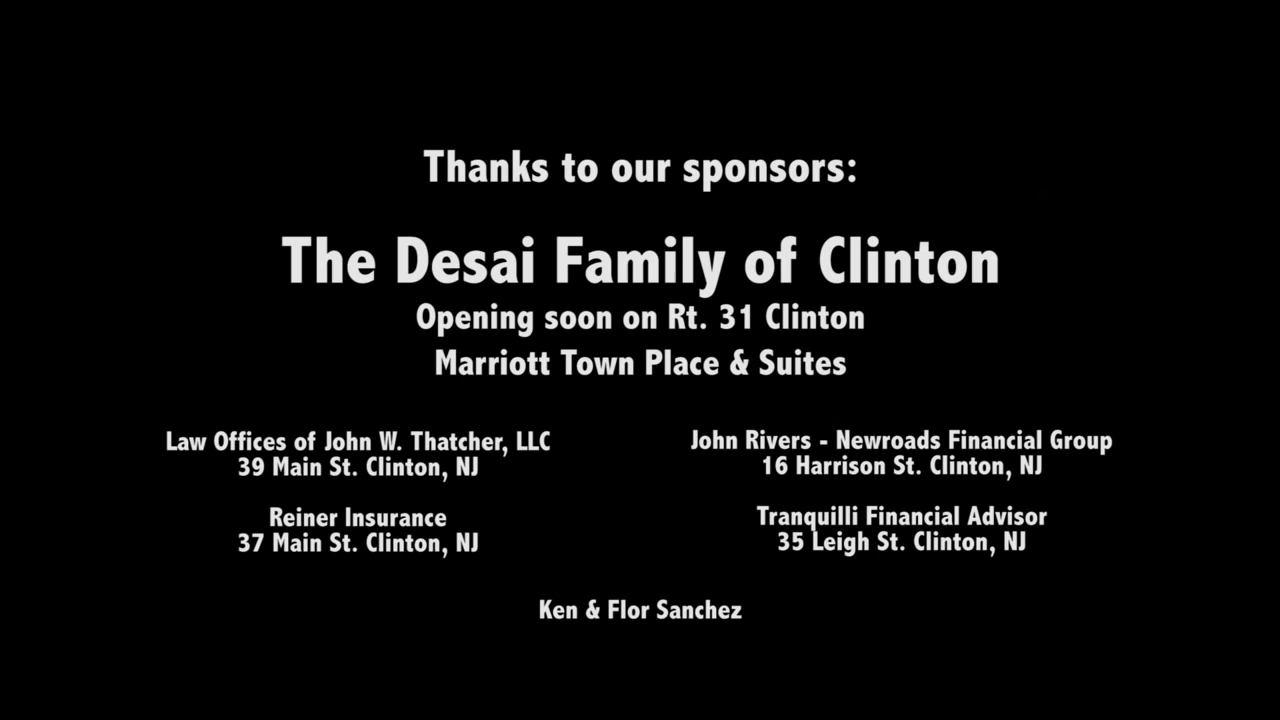 Thanks to our sponsors:
The Desai Family of Clinton
Opening soon on Rt. 31 Clinton
Marriott Town Place & Suites
Law Offices of John W. Thatcher, LLC
39 Main St. Clinton, NJ
John Rivers - Newroads Financial Group
16 Harrison St. Clinton, NJ
Reiner Insurance
37 Main St. Clinton, NJ
Tranquilli Financial Advisor
35 Leigh St. Clinton, NJ
Ken & Flor Sanchez